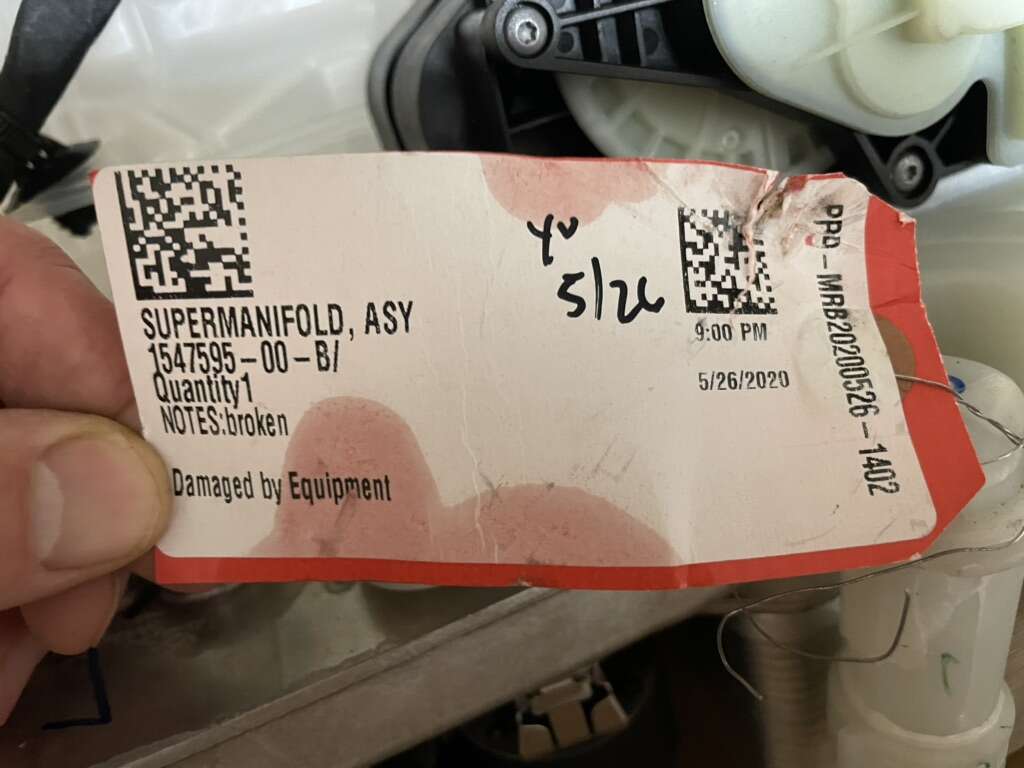 SUPERMANIFOLD, ASY
1547595-00-B/
Quantity1
NOTES:broken
Damaged by Equipment
5/26
9:00 PM
5/26/2020
MRB20200526-1402